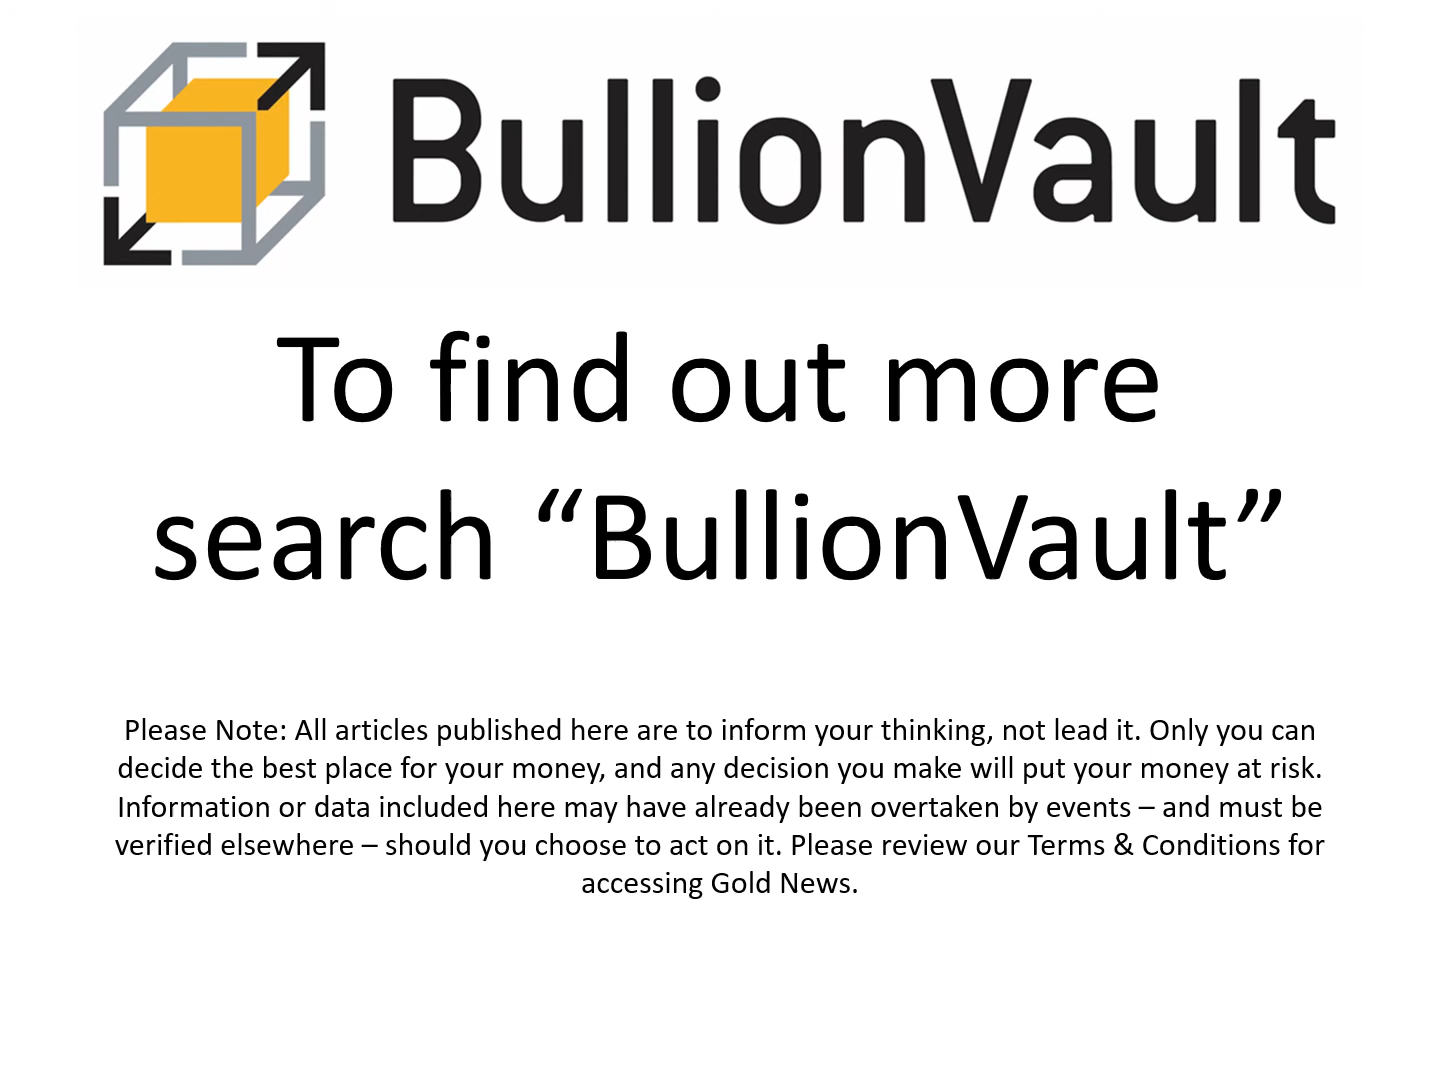 BullionVault
To find out more
search “BullionVault”
Please Note: All articles published here are to inform your thinking, not lead it. Only you can
decide the best place for your money, and any decision you make will put your money at risk.
Information or data included here may have already been overtaken by events – and must be
verified elsewhere – should you choose to act on it. Please review our Terms & Conditions for
accessing Gold News.